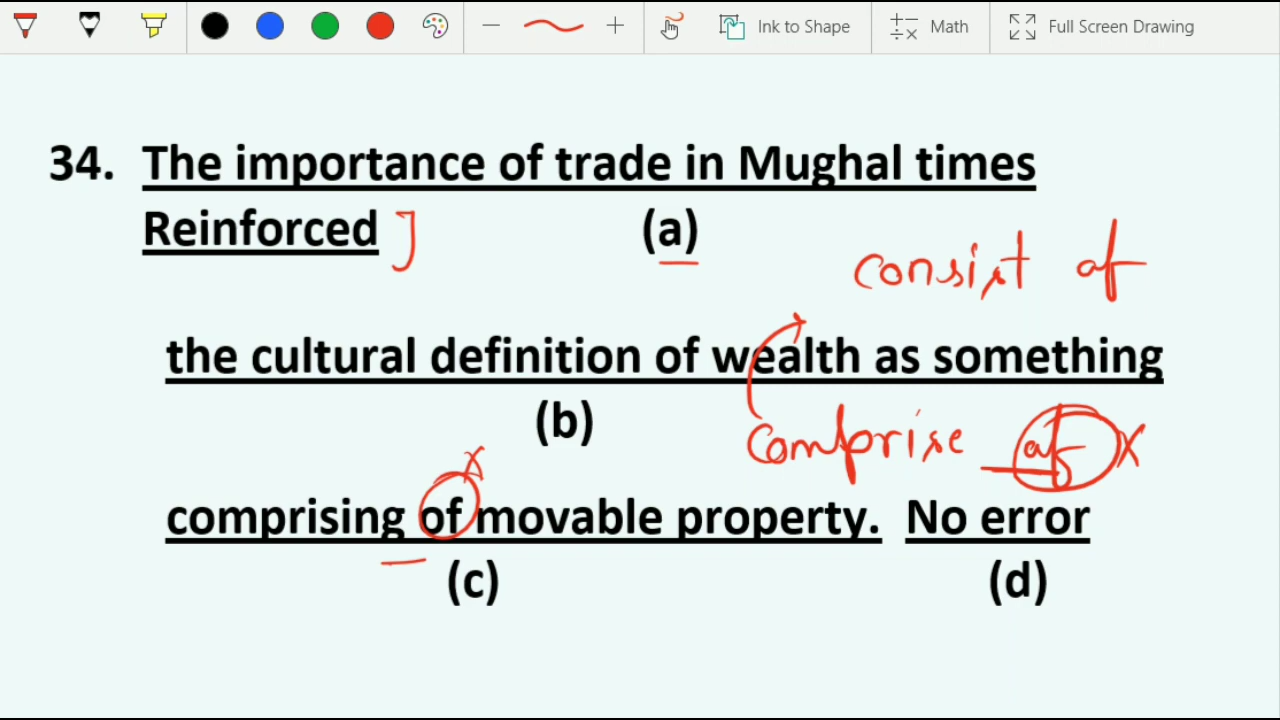 Ink to Shape Math Full Screen Drawing
34. The importance of trade in Mughal times
Reinforced ] (a)
consist of
the cultural definition of wealth as something
(b)
comprise of x
x
comprising of movable property. No error
(c) (d)